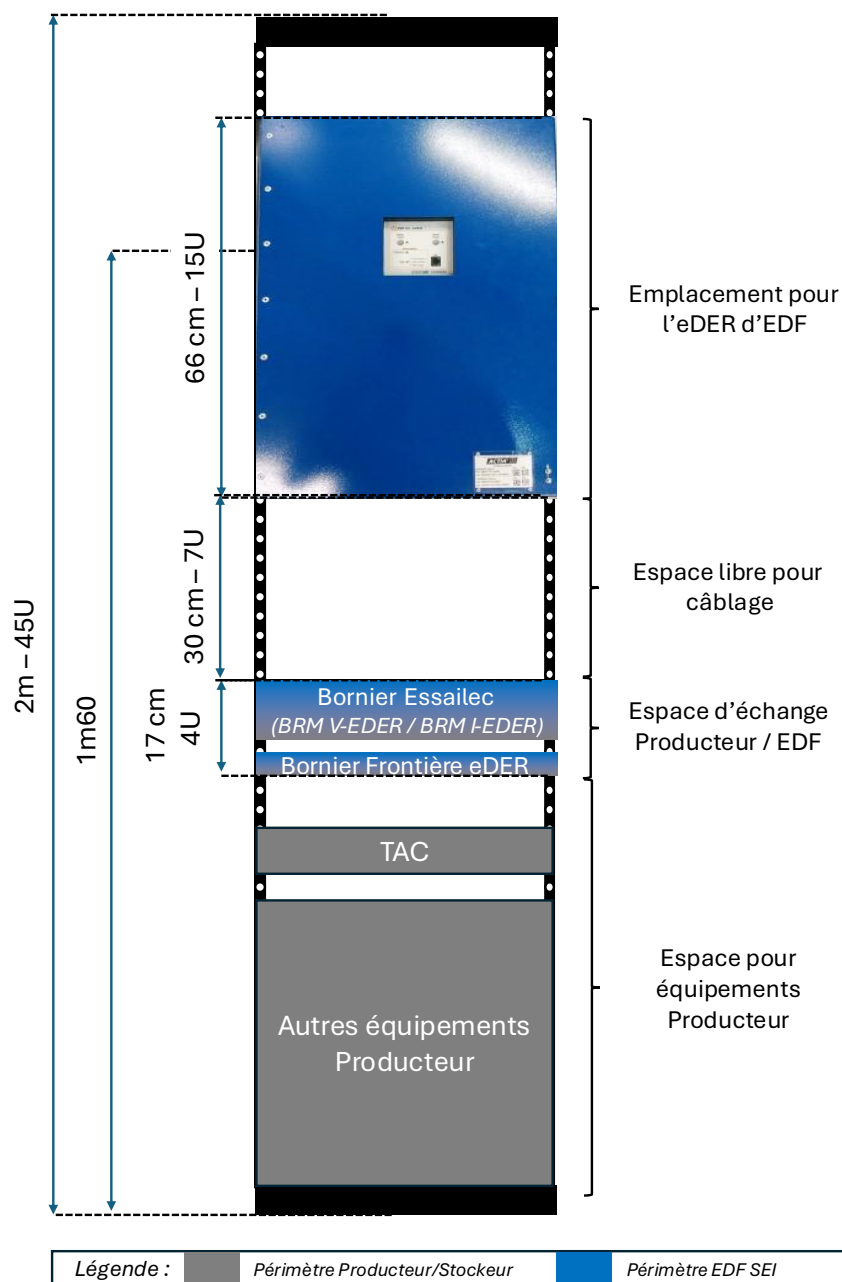 2m – 45U
1m60
66 cm – 15U
30 cm – 7U
17 cm
4U
Emplacement pour
l’eDER d’EDF
Espace libre pour
câblage
Bornier Essailec
(BRM V-EDER / BRM I-EDER)
Bornier Frontière eDER
Espace d’échange
Producteur / EDF
TAC
Autres équipements
Producteur
Espace pour
équipements
Producteur
Légende :
Périmètre Producteur/Stockeur
Périmètre EDF SEI